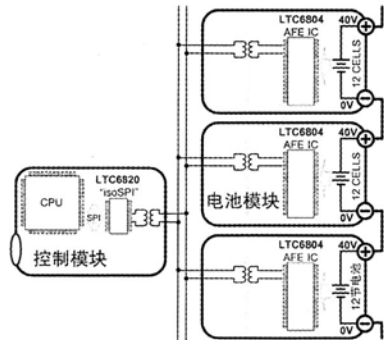 LTC6804
AFE IC
40V
12 CELLS
0V
LTC6804
AFE IC
40V
12 CELLS
0V
电池模块
LTC6820
"isoSPI"
CPU
SPI
控制模块
LTC6804
AFE IC
40V
12节电池
0V